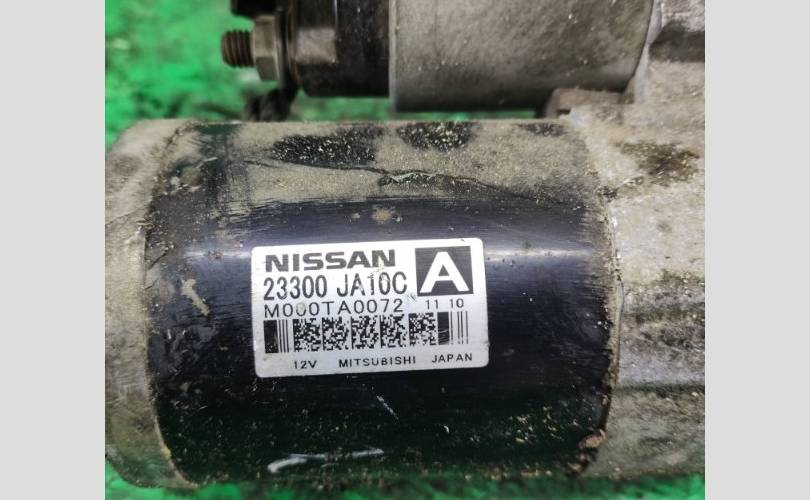 NISSAN A
23300 JA10C
M000TA0072 11 10
12V MITSUBISHI JAPAN